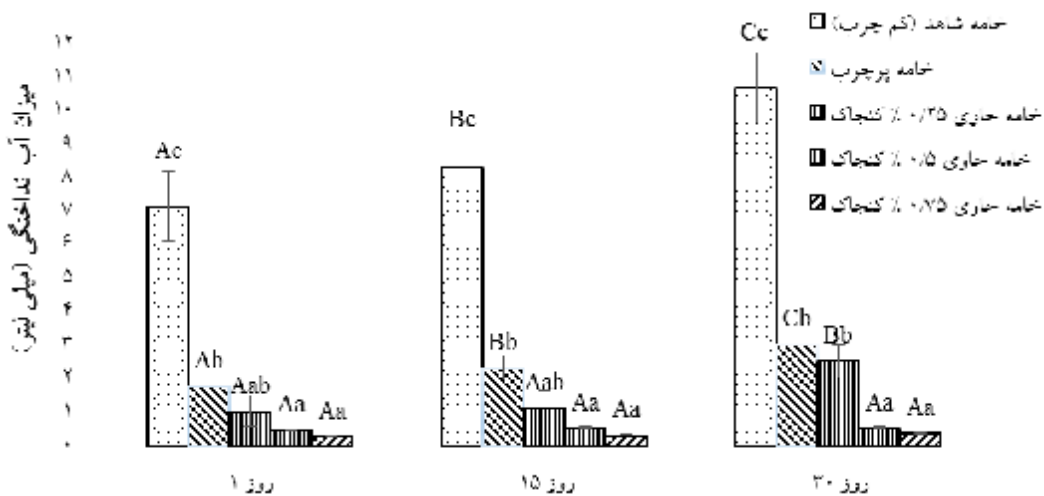 حامه شاهد (کم چرب)
خامه پرچرب
خامه حاوی ۰/۲۵ ٪ کنجاک
خامه حاوی ۰/۵ ٪ کنجاک
خامه حاوی ۰/۷۵ ٪ کنجاک
میزان آب نداختگی (میلی لیتر)
۱۲
۱۱
۱۰
۹
۸
۷
۶
۵
۴
۳
۲
۱
۰
Ac
Ab
Aab
Aa
Aa
Bc
Bb
Aab
Aa
Aa
Cc
Cb
Bb
Aa
Aa
روز ۱
روز ۱۵
روز ۳۰